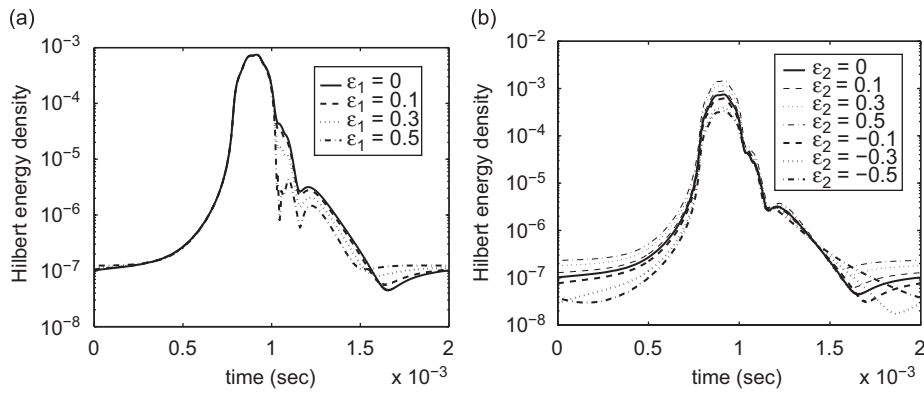 (a)
Hilbert energy density
10⁻³
10⁻⁴
10⁻⁵
10⁻⁶
10⁻⁷
10⁻⁸
ε₁ = 0
ε₁ = 0.1
ε₁ = 0.3
ε₁ = 0.5
0
0.5
1
1.5
2
time (sec)
x 10⁻³
(b)
Hilbert energy density
10⁻²
10⁻³
10⁻⁴
10⁻⁵
10⁻⁶
10⁻⁷
10⁻⁸
ε₂ = 0
ε₂ = 0.1
ε₂ = 0.3
ε₂ = 0.5
ε₂ = −0.1
ε₂ = −0.3
ε₂ = −0.5
0
0.5
1
1.5
2
time (sec)
x 10⁻³